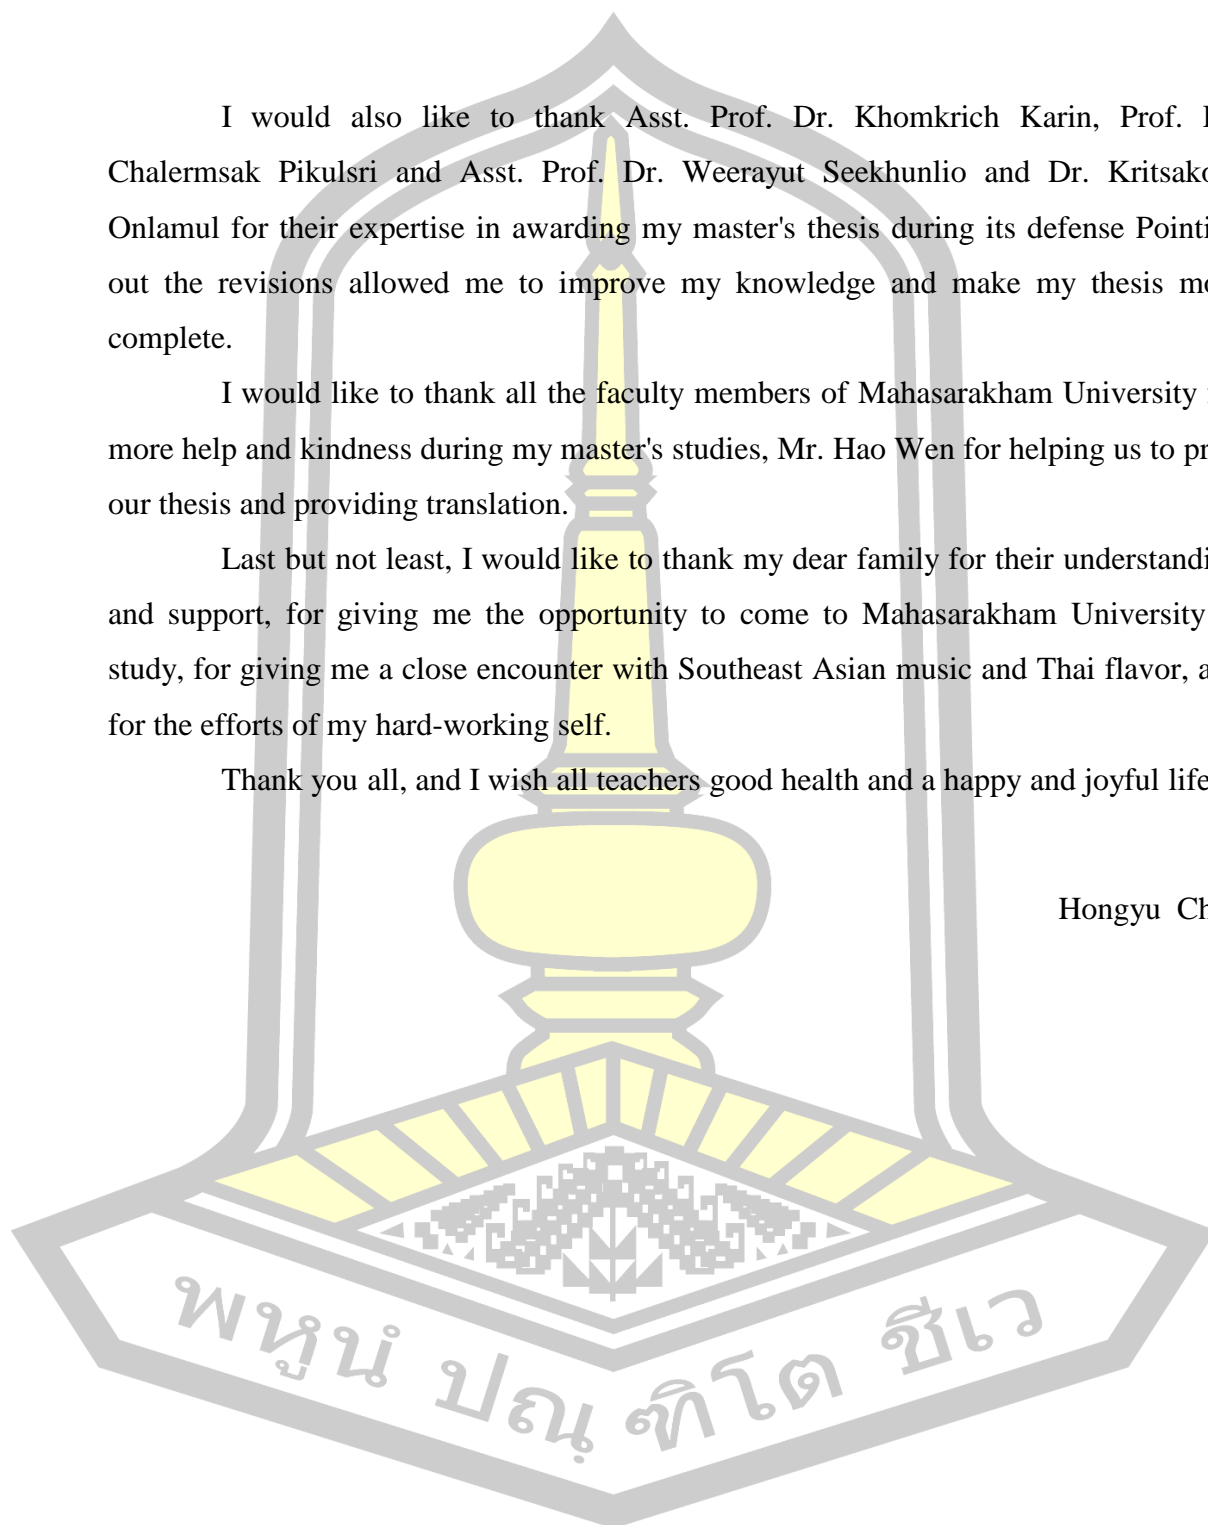 I would also like to thank Asst. Prof. Dr. Khomkrich Karin, Prof.
Chalermsak Pikulsri and Asst. Prof. Dr. Weerayut Seekhunlio and Dr.
Onlamul for their expertise in awarding my master's thesis during its defense
out the revisions allowed me to improve my knowledge and make my thesis
complete.
I would like to thank all the faculty members of Mahasarakham University
more help and kindness during my master's studies, Mr. Hao Wen for helping us to
our thesis and providing translation.
Last but not least, I would like to thank my dear family for their
and support, for giving me the opportunity to come to Mahasarakham University
study, for giving me a close encounter with Southeast Asian music and Thai flavor,
for the efforts of my hard-working self.
Thank you all, and I wish all teachers good health and a happy and joyful life
Hongyu
พหูนํ ปณฺฑิโต ชีเว